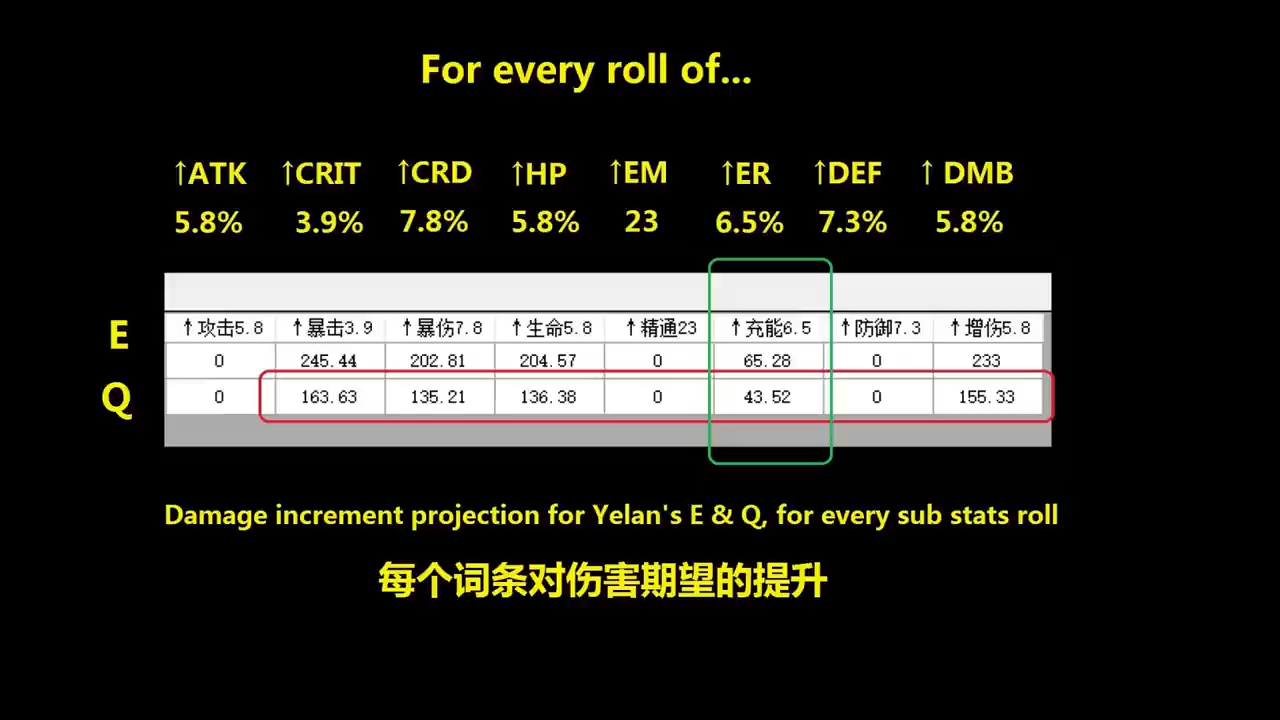 For every roll of...
↑ATK ↑CRIT ↑CRD ↑HP ↑EM ↑ER ↑DEF ↑ DMB
5.8% 3.9% 7.8% 5.8% 23 6.5% 7.3% 5.8%
↑攻击5.8 ↑暴击3.9 ↑暴伤7.8 ↑生命5.8 ↑精通23 ↑充能6.5 ↑防御7.3 ↑增伤5.8
E 0 245.44 202.81 204.57 0 65.28 0 233
Q 0 163.63 135.21 136.38 0 43.52 0 155.33
Damage increment projection for Yelan's E & Q, for every sub stats roll
每个词条对伤害期望的提升